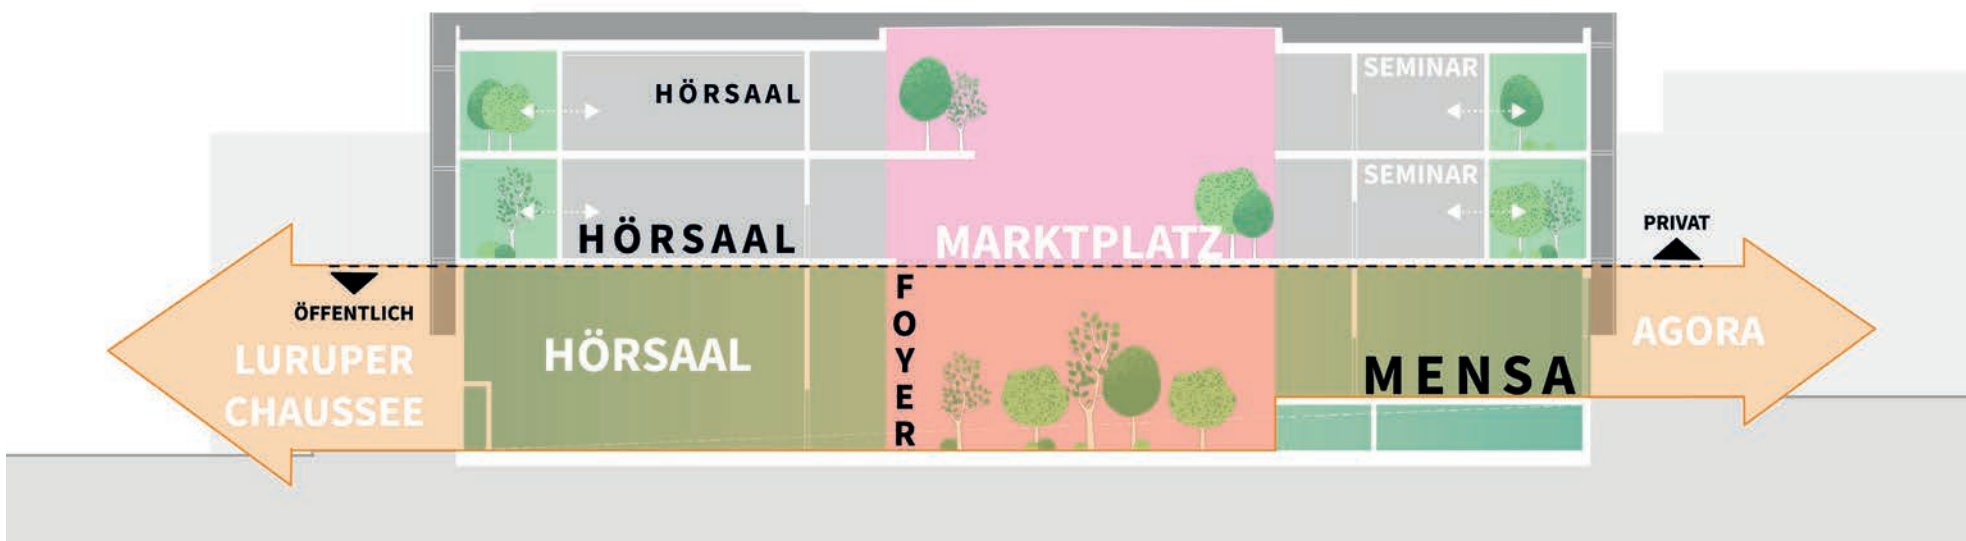 HÖRSAAL
SEMINAR
HÖRSAAL
SEMINAR
MARKTPLATZ
PRIVAT
ÖFFENTLICH
LURUPER
CHAUSSEE
HÖRSAAL
FOYER
MENSA
AGORA